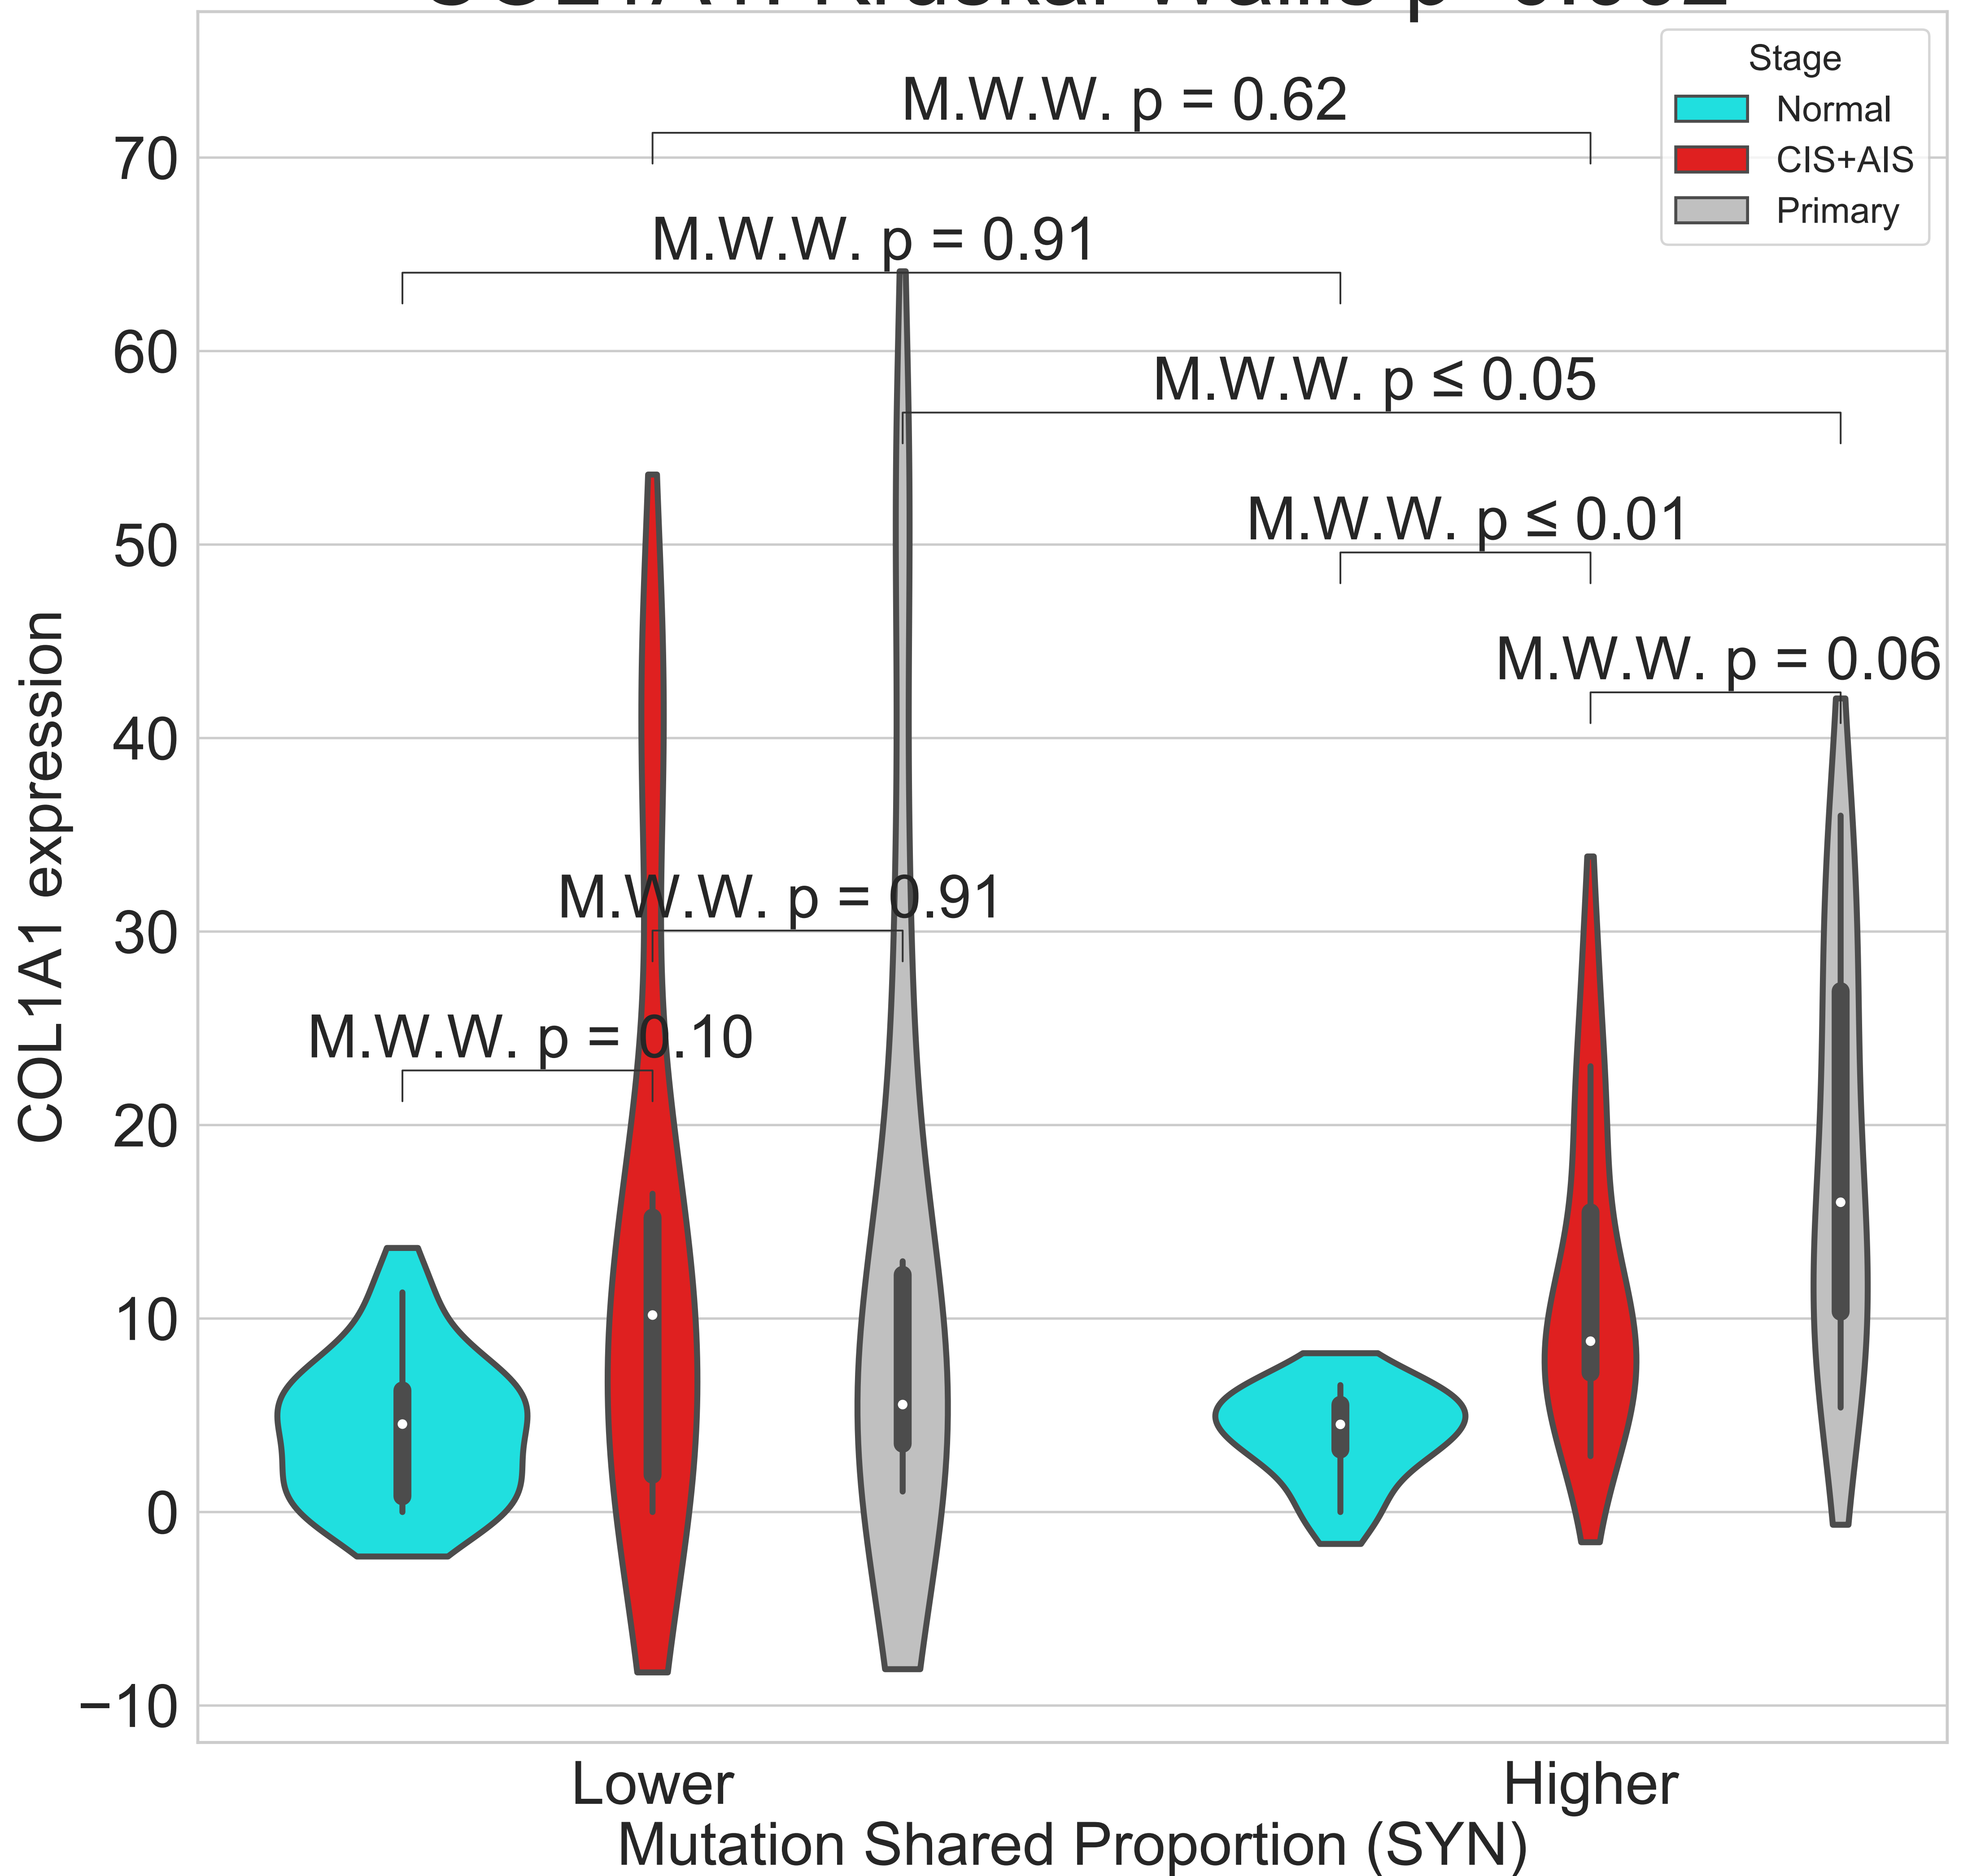 Stage
Normal
CIS+AIS
Primary
M.W.W. p = 0.62
M.W.W. p = 0.91
M.W.W. p ≤ 0.05
M.W.W. p ≤ 0.01
M.W.W. p = 0.06
M.W.W. p = 0.91
M.W.W. p = 0.10
COL1A1 expression
70
60
50
40
30
20
10
0
−10
Lower
Higher
Mutation Shared Proportion (SYN)